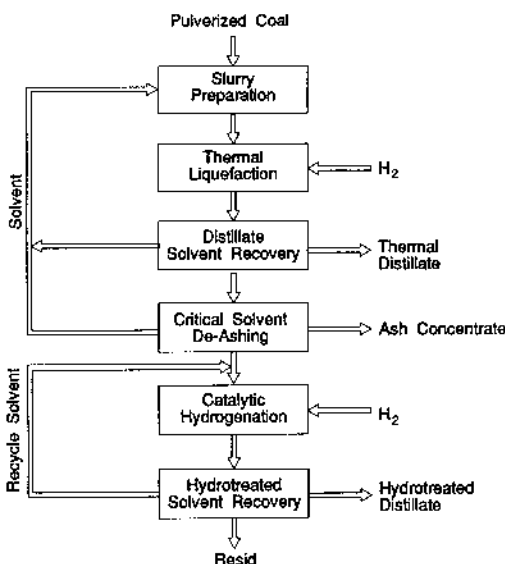 Pulverized Coal
Slurry
Preparation
Thermal
Liquefaction
H2
Solvent
Distillate
Solvent Recovery
Thermal
Distillate
Critical Solvent
De-Ashing
Ash Concentrate
Recycle Solvent
Catalytic
Hydrogenation
H2
Hydrotreated
Solvent Recovery
Hydrotreated
Distillate
Resid